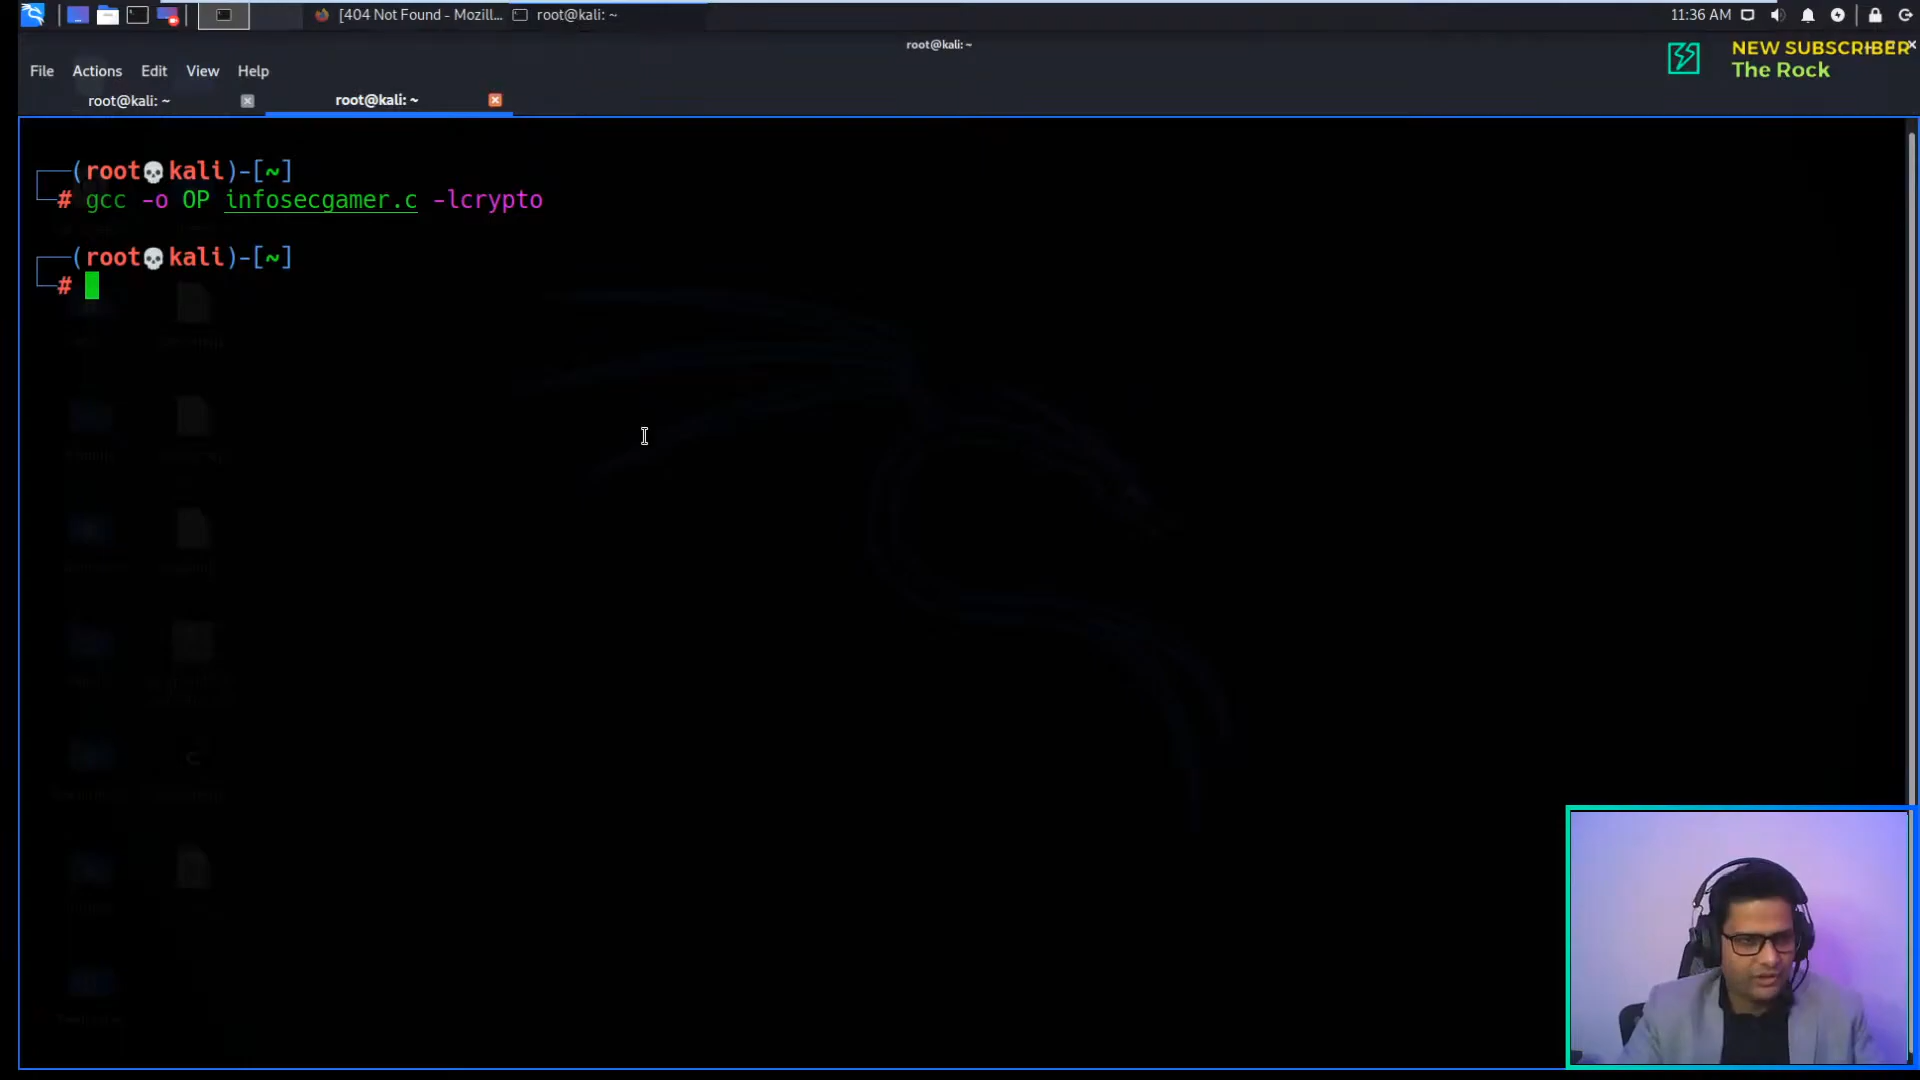 [404 Not Found - Mozill... root@kali: ~ 11:36 AM
root@kali: ~
NEW SUBSCRIBER
The Rock
File Actions Edit View Help
root@kali: ~ root@kali: ~
(root💀kali)-[~]
# gcc -o OP infosecgamer.c -lcrypto
(root💀kali)-[~]
#